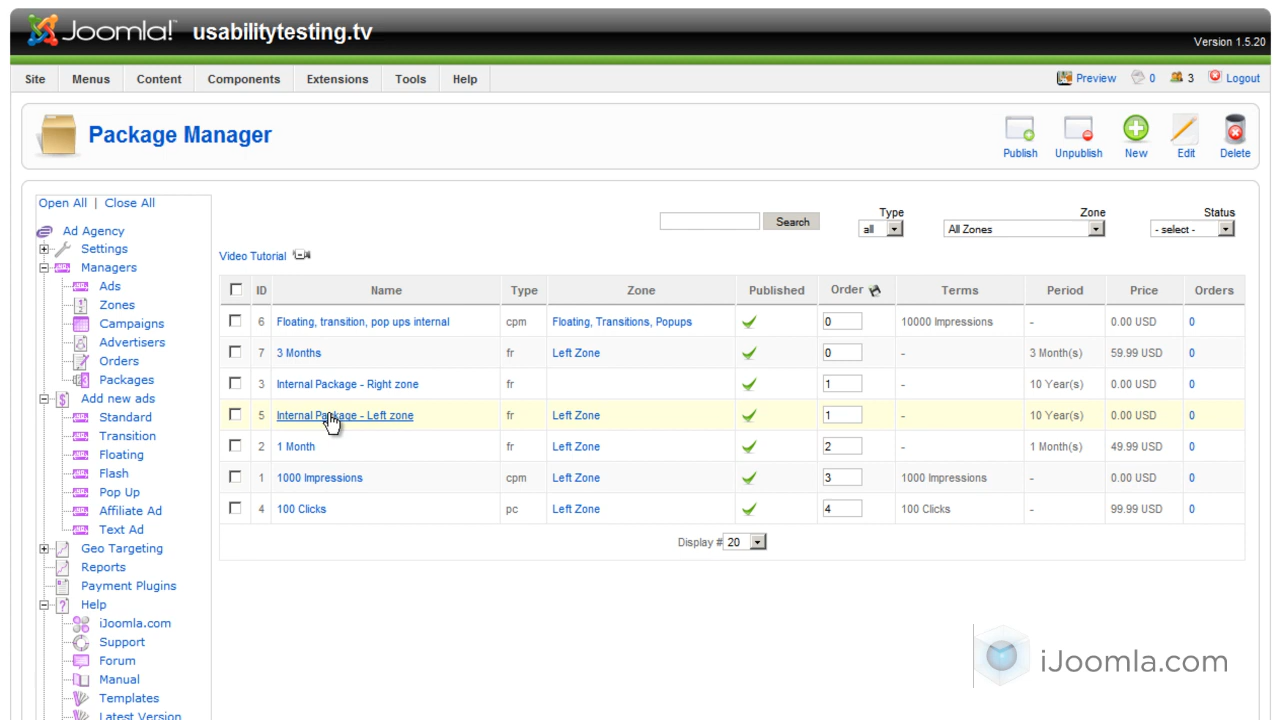 Joomla!™ usabilitytesting.tv
Version 1.5.20
Site Menus Content Components Extensions Tools Help Preview 0 3 Logout
Package Manager
Publish Unpublish New Edit Delete
Open All | Close All
Ad Agency
Settings
Managers
Ads
Zones
Campaigns
Advertisers
Orders
Packages
Add new ads
Standard
Transition
Floating
Flash
Pop Up
Affiliate Ad
Text Ad
Geo Targeting
Reports
Payment Plugins
Help
iJoomla.com
Support
Forum
Manual
Templates
Latest Version
Type Zone Status
Search all All Zones - select -
Video Tutorial
ID Name Type Zone Published Order Terms Period Price Orders
6 Floating, transition, pop ups internal cpm Floating, Transitions, Popups 0 10000 Impressions - 0.00 USD 0
7 3 Months fr Left Zone 0 - 3 Month(s) 59.99 USD 0
3 Internal Package - Right zone fr 1 - 10 Year(s) 0.00 USD 0
5 Internal Package - Left zone fr Left Zone 1 - 10 Year(s) 0.00 USD 0
2 1 Month fr Left Zone 2 - 1 Month(s) 49.99 USD 0
1 1000 Impressions cpm Left Zone 3 1000 Impressions - 0.00 USD 0
4 100 Clicks pc Left Zone 4 100 Clicks - 99.99 USD 0
Display # 20
iJoomla.com